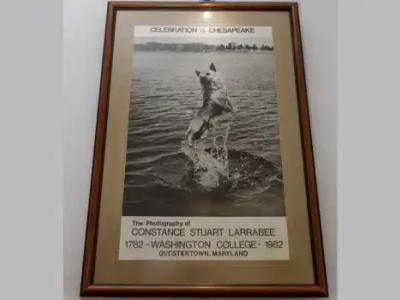 CELEBRATION & CHESAPEAKE
The Photography of
CONSTANCE STUART LARRABEE
1782 - WASHINGTON COLLEGE - 1982
CHESTERTOWN, MARYLAND